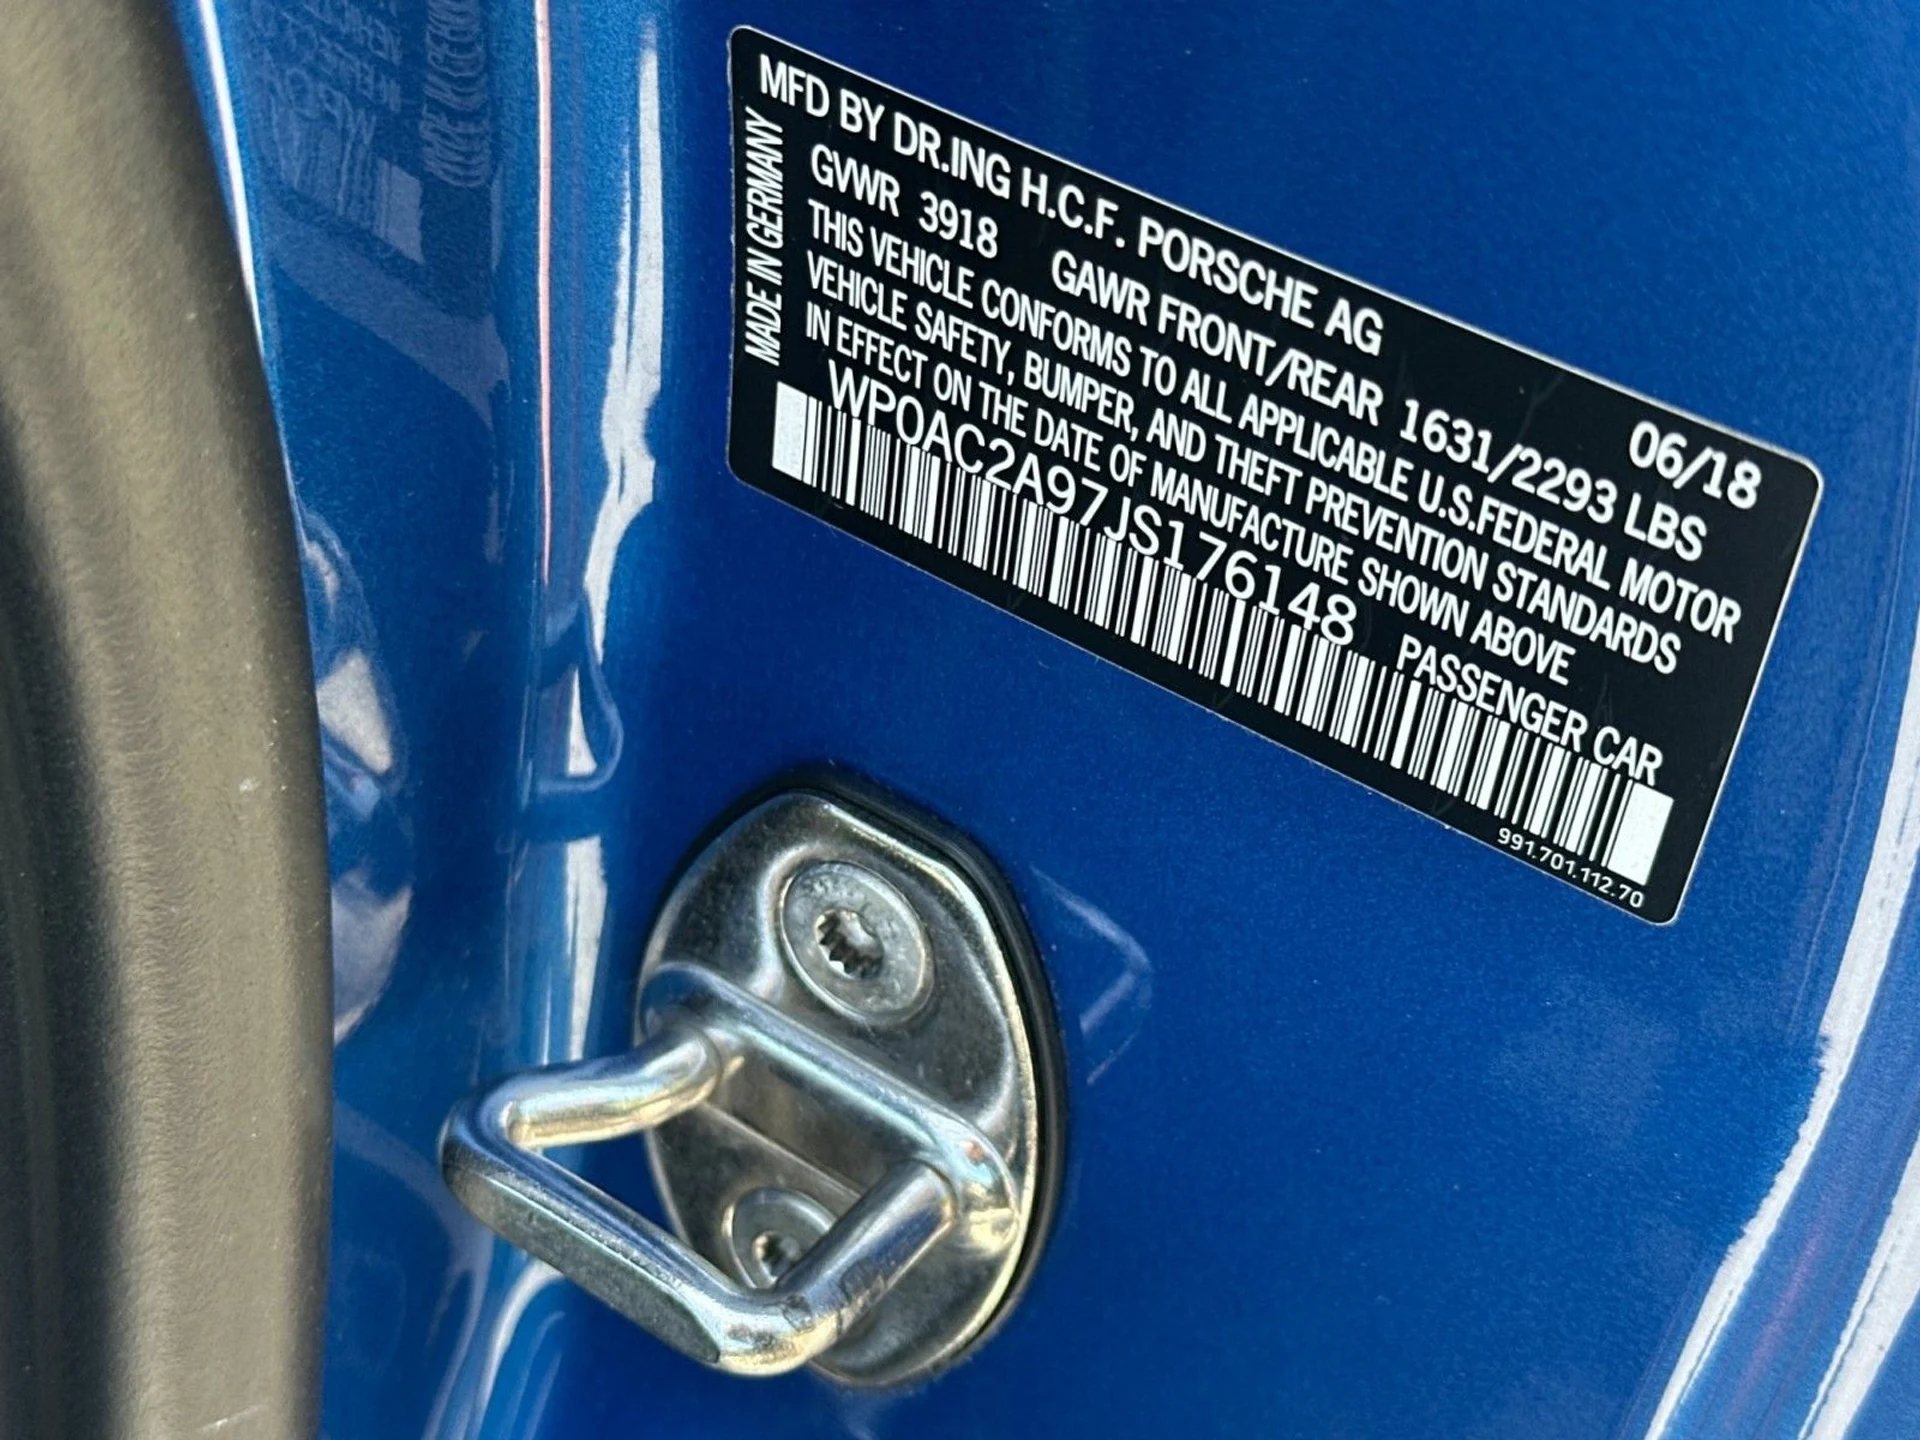 MFD BY DR.ING H.C.F. PORSCHE AG 06/18
GVWR 3918 GAWR FRONT/REAR 1631/2293 LBS
THIS VEHICLE CONFORMS TO ALL APPLICABLE U.S.FEDERAL MOTOR
VEHICLE SAFETY, BUMPER, AND THEFT PREVENTION STANDARDS
IN EFFECT ON THE DATE OF MANUFACTURE SHOWN ABOVE
WP0AC2A97JS176148 PASSENGER CAR
991.701.112.70
MADE IN GERMANY